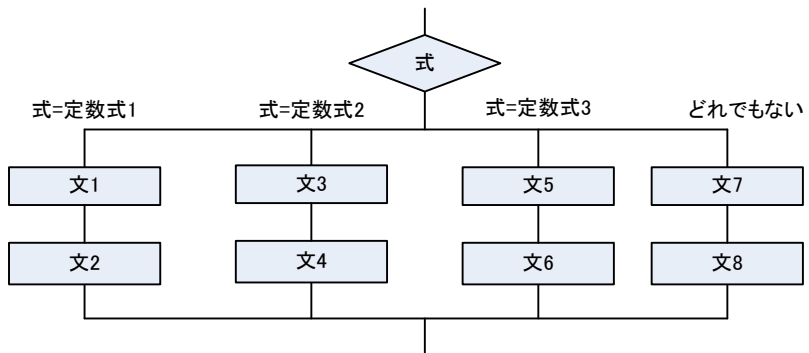 式
式=定数式1
式=定数式2
式=定数式3
どれでもない
文1
文3
文5
文7
文2
文4
文6
文8